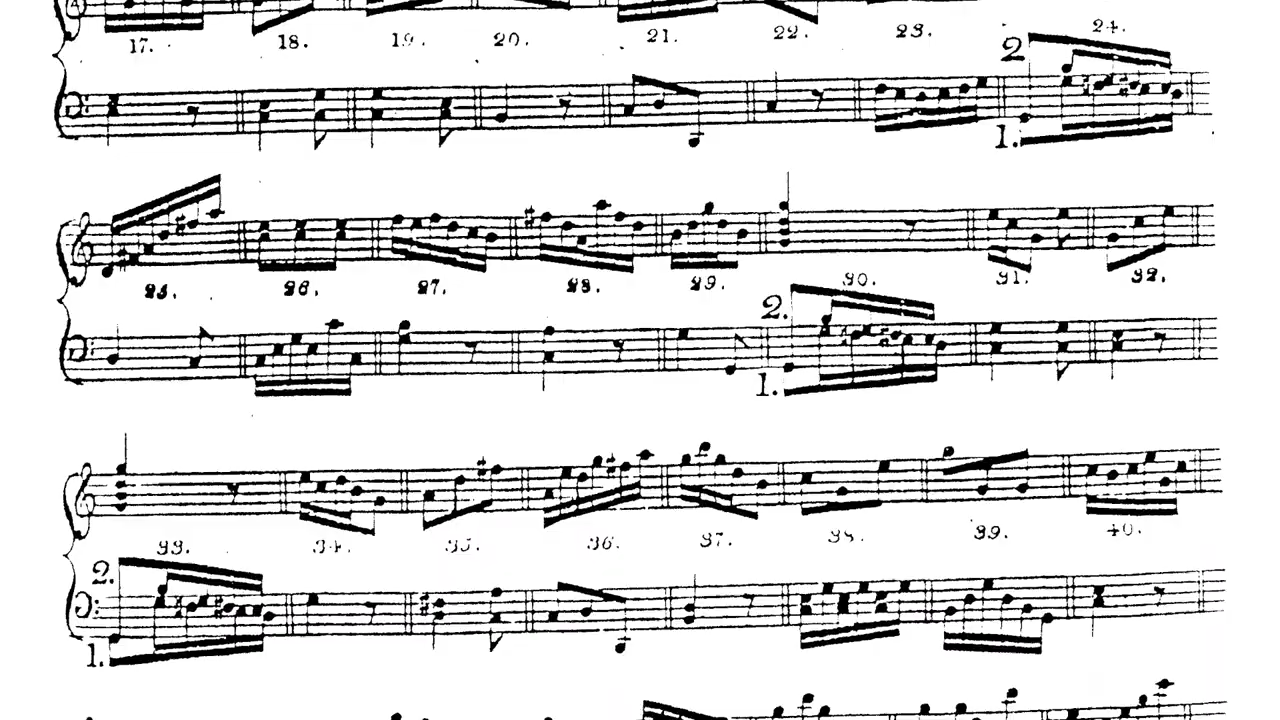 17. 18. 19. 20. 21. 22. 23. 24.
2
1.
25. 26. 27. 28. 29. 30. 31. 32.
2.
1.
33. 34. 35. 36. 37. 38. 39. 40.
2.
1.